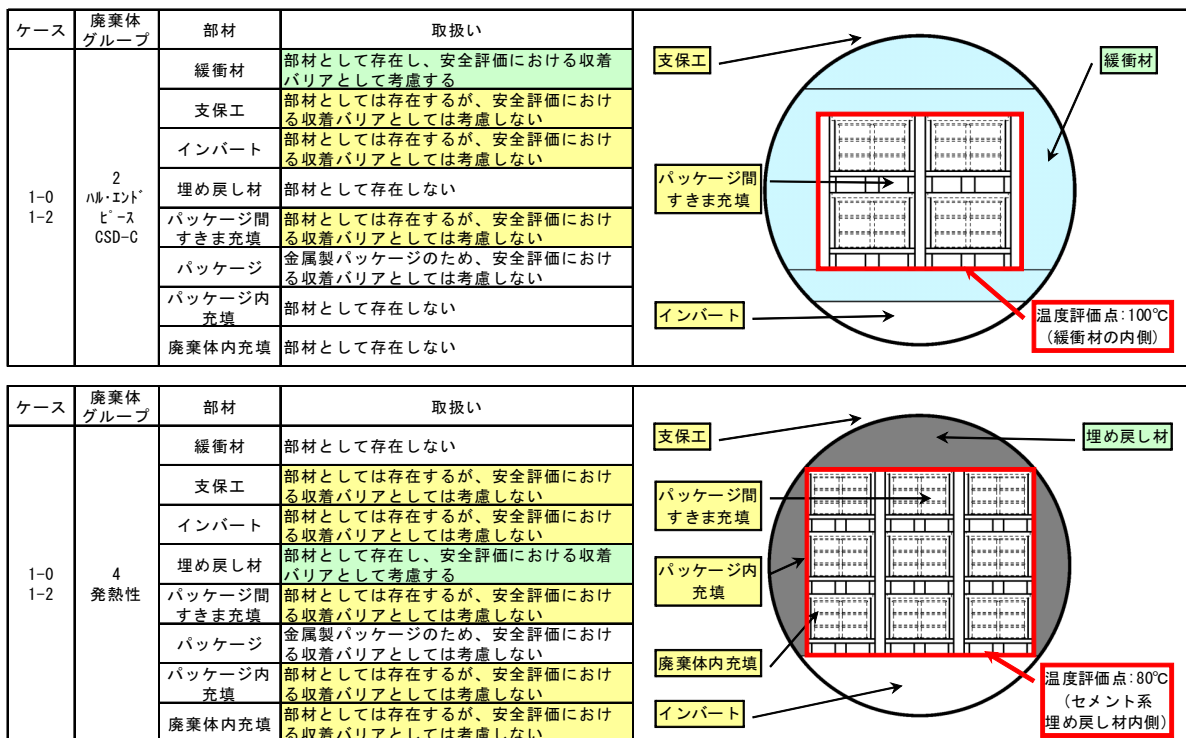 ケース
廃棄体
グループ
部材
取扱い
1-0
1-2
2
ハル・エンド
ピース
CSD-C
緩衝材
部材として存在し、安全評価における収着
バリアとして考慮する
支保工
部材としては存在するが、安全評価におけ
る収着バリアとしては考慮しない
インバート
部材としては存在するが、安全評価におけ
る収着バリアとしては考慮しない
埋め戻し材
部材として存在しない
パッケージ間
すきま充填
部材としては存在するが、安全評価におけ
る収着バリアとしては考慮しない
パッケージ
金属製パッケージのため、安全評価におけ
る収着バリアとしては考慮しない
パッケージ内
充填
部材として存在しない
廃棄体内充填
部材として存在しない
支保工
緩衝材
パッケージ間
すきま充填
インバート
温度評価点:100℃
(緩衝材の内側)
ケース
廃棄体
グループ
部材
取扱い
1-0
1-2
4
発熱性
緩衝材
部材として存在しない
支保工
部材としては存在するが、安全評価におけ
る収着バリアとしては考慮しない
インバート
部材としては存在するが、安全評価におけ
る収着バリアとしては考慮しない
埋め戻し材
部材として存在し、安全評価における収着
バリアとして考慮する
パッケージ間
すきま充填
部材としては存在するが、安全評価におけ
る収着バリアとしては考慮しない
パッケージ
金属製パッケージのため、安全評価におけ
る収着バリアとしては考慮しない
パッケージ内
充填
部材としては存在するが、安全評価におけ
る収着バリアとしては考慮しない
廃棄体内充填
部材としては存在するが、安全評価におけ
る収着バリアとしては考慮しない
支保工
埋め戻し材
パッケージ間
すきま充填
パッケージ内
充填
廃棄体内充填
インバート
温度評価点:80℃
(セメント系
埋め戻し材内側)